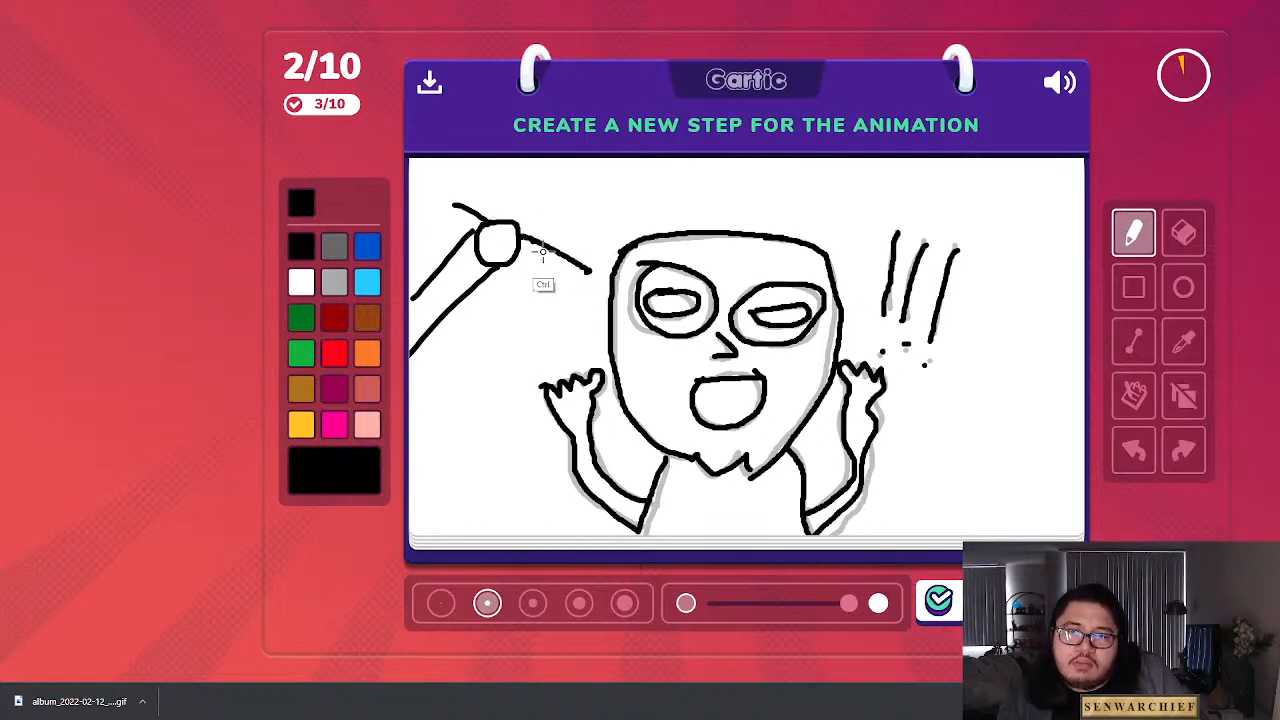 2/10
3/10
Gartic
CREATE A NEW STEP FOR THE ANIMATION
Ctrl
album_2022-02-12_....gif
SENWARCHIEF